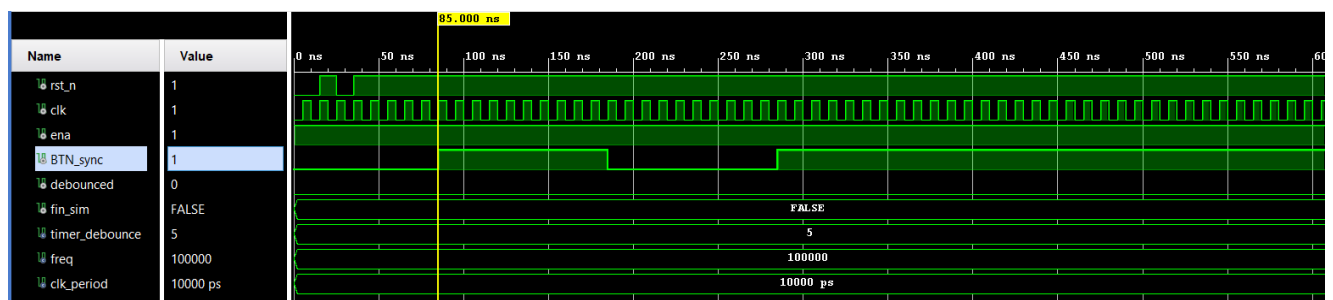 85.000 ns
Name Value
0 ns 50 ns 100 ns 150 ns 200 ns 250 ns 300 ns 350 ns 400 ns 450 ns 500 ns 550 ns
rst_n 1
clk 1
ena 1
BTN_sync 1
debounced 0
fin_sim FALSE FALSE
timer_debounce 5 5
freq 100000 100000
clk_period 10000 ps 10000 ps